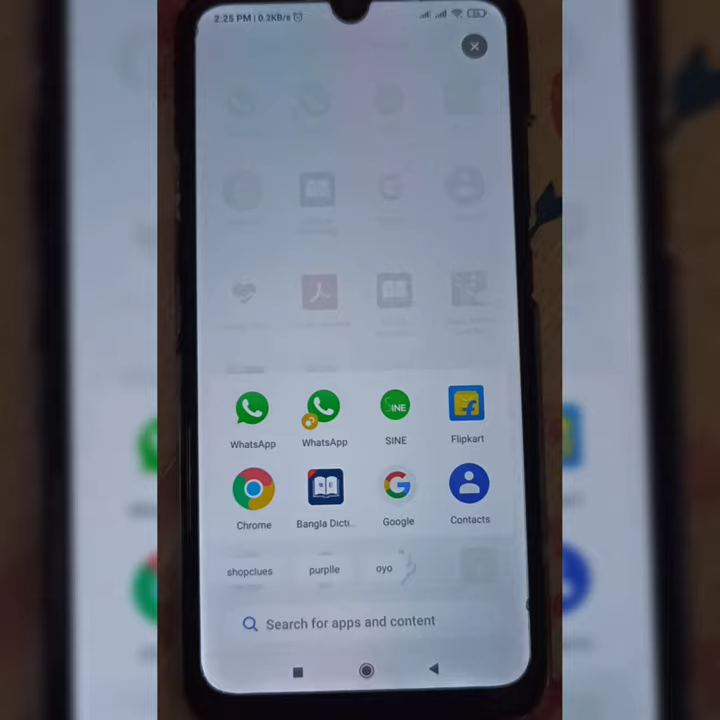 2:25 PM | 0.2KB/s
WhatsApp WhatsApp SINE Flipkart
SINE
Chrome Bangla Dicti... Google Contacts
shopclues purplle oyo
Search for apps and content